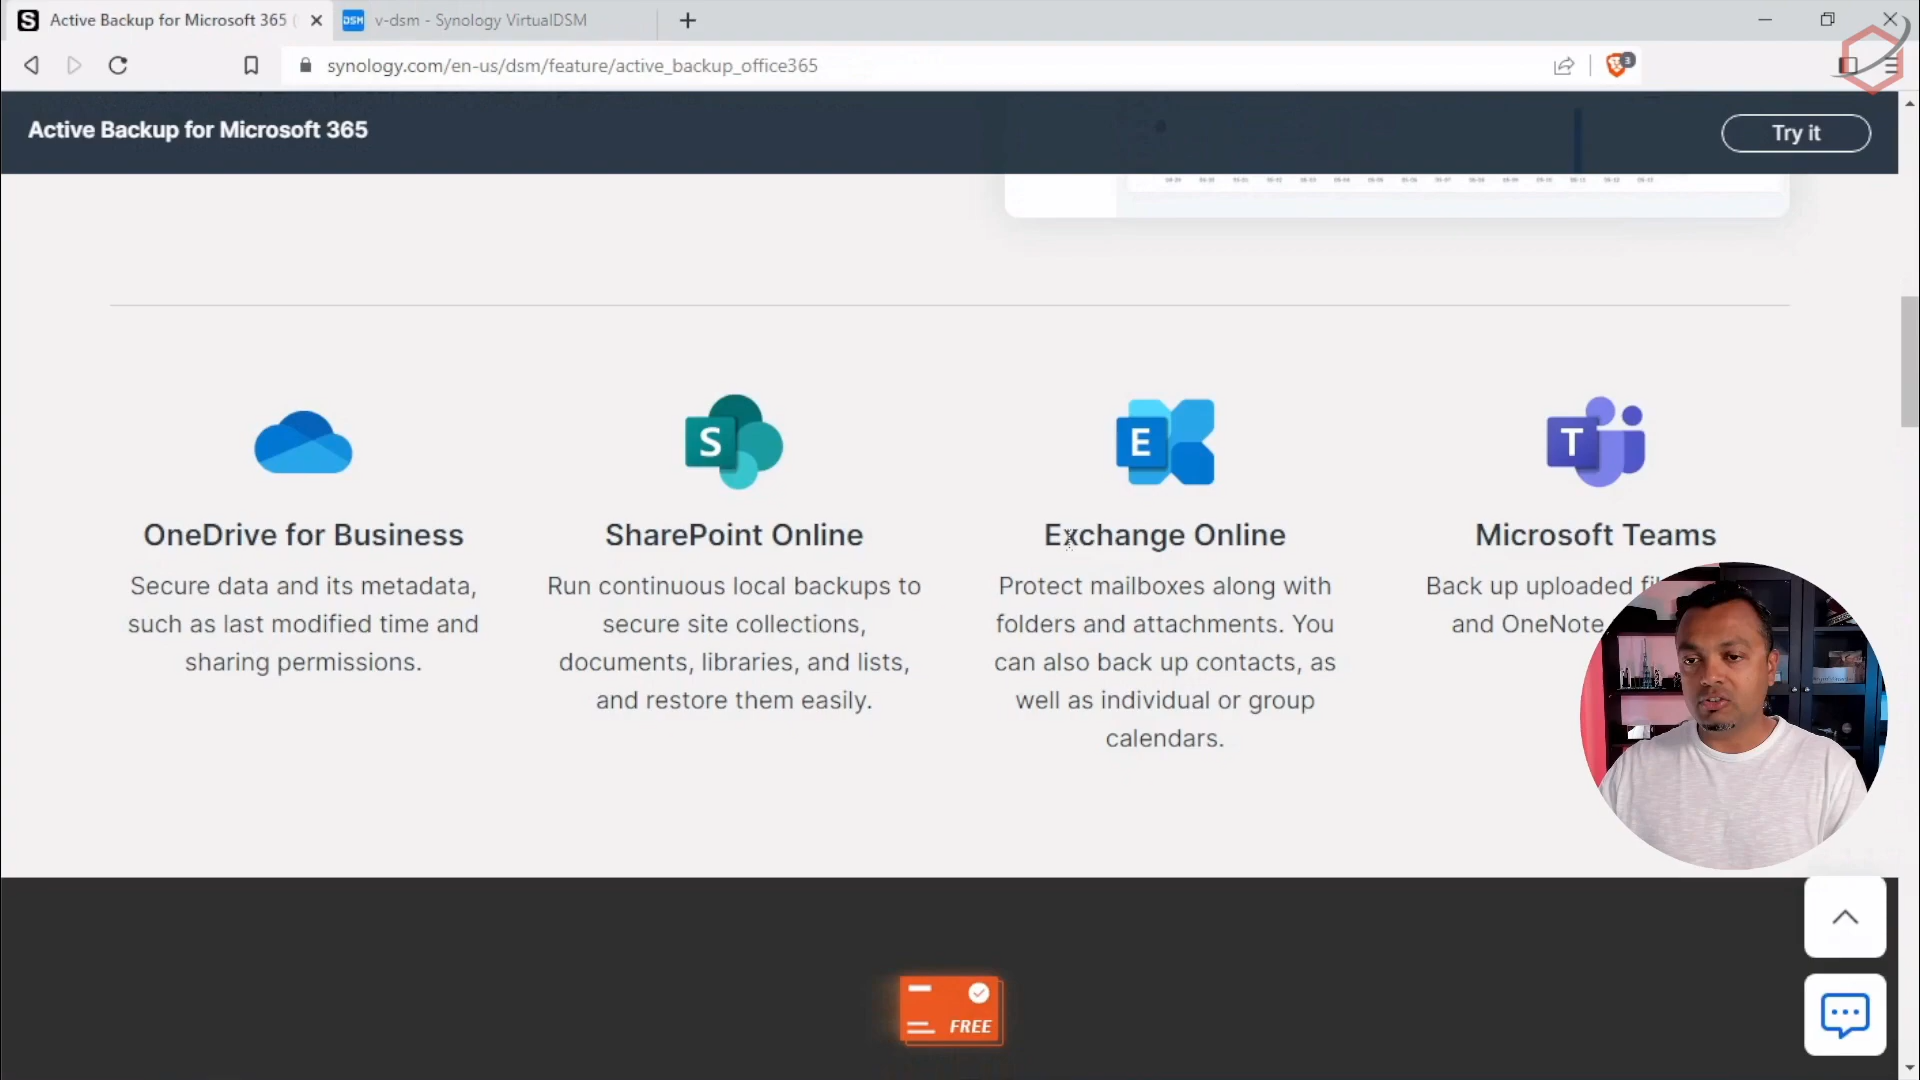 Active Backup for Microsoft 365 (
DSM v-dsm - Synology VirtualDSM
synology.com/en-us/dsm/feature/active_backup_office365
3
Active Backup for Microsoft 365
Try it
OneDrive for Business
Secure data and its metadata,
such as last modified time and
sharing permissions.
S
SharePoint Online
Run continuous local backups to
secure site collections,
documents, libraries, and lists,
and restore them easily.
E
Exchange Online
Protect mailboxes along with
folders and attachments. You
can also back up contacts, as
well as individual or group
calendars.
T
Microsoft Teams
Back up uploaded
and OneNote.
FREE